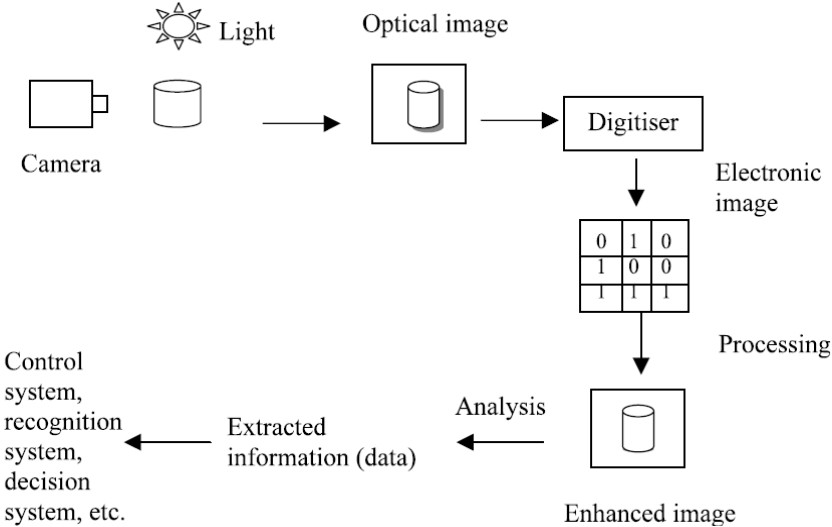 Light
Optical image
Camera
Digitiser
Electronic
image
0 1 0
1 0 0
1 1 1
Processing
Enhanced image
Analysis
Extracted
information (data)
Control
system,
recognition
system,
decision
system, etc.